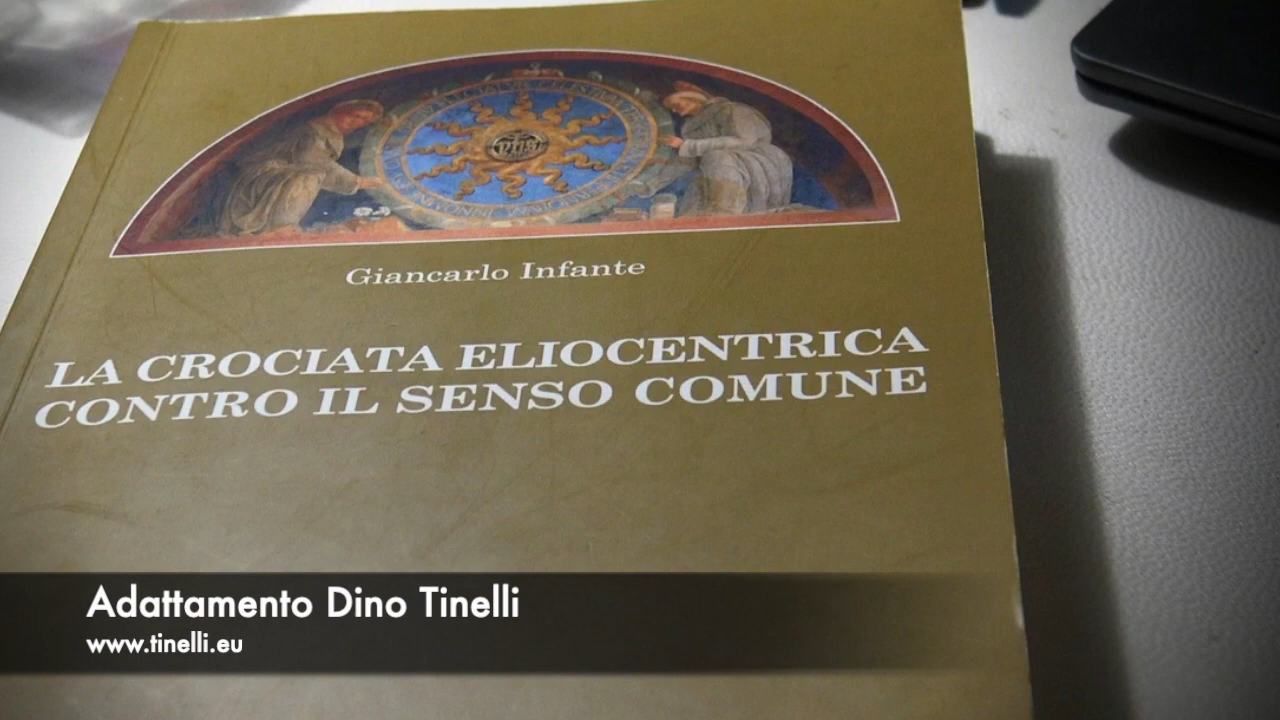 Giancarlo Infante
LA CROCIATA ELIOCENTRICA
CONTRO IL SENSO COMUNE
Adattamento Dino Tinelli
www.tinelli.eu